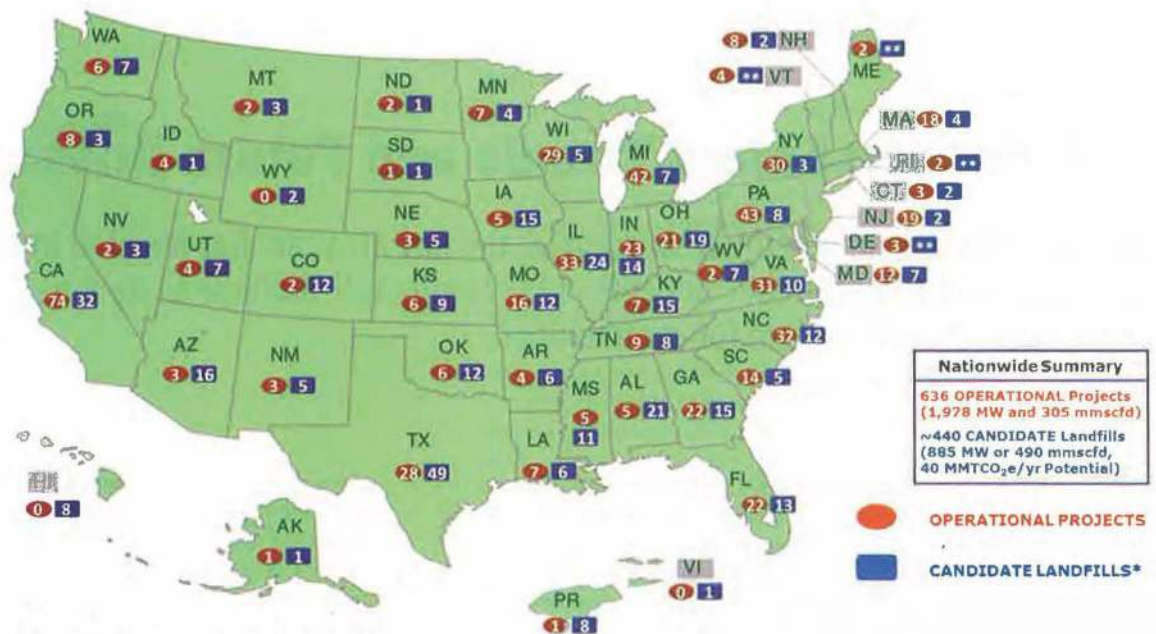 WA
6 7
OR
8 3
ID
4 1
MT
2 3
WY
0 2
ND
2 1
SD
1 1
NE
3 5
KS
6 9
MN
7 4
IA
5 15
MO
16 12
WI
29 5
MI
42 7
IL
33 24
IN
23
14
OH
21 19
KY
7 15
WV
2 7
VA
31 10
PA
43 8
NY
30 3
8 2 NH
4 ** VT
2 **
ME
MA 18 4
RI 2 **
CT 3 2
NJ 19 2
DE 3 **
MD 12 7
NV
2 3
UT
4 7
CO
2 12
CA
74 32
AZ
3 16
NM
3 5
OK
6 12
AR
4 6
TX
28 49
LA
7 6
MS
5
11
AL
5 21
GA
22 15
TN 9 8
NC
32 12
SC
14 5
FL
22 13
0 8
AK
1 1
PR
1 8
VI
0 1
Nationwide Summary
636 OPERATIONAL Projects
(1,978 MW and 305 mmscfd)
~440 CANDIDATE Landfills
(885 MW or 490 mmscfd,
40 MMTCO₂e/yr Potential)
OPERATIONAL PROJECTS
CANDIDATE LANDFILLS*